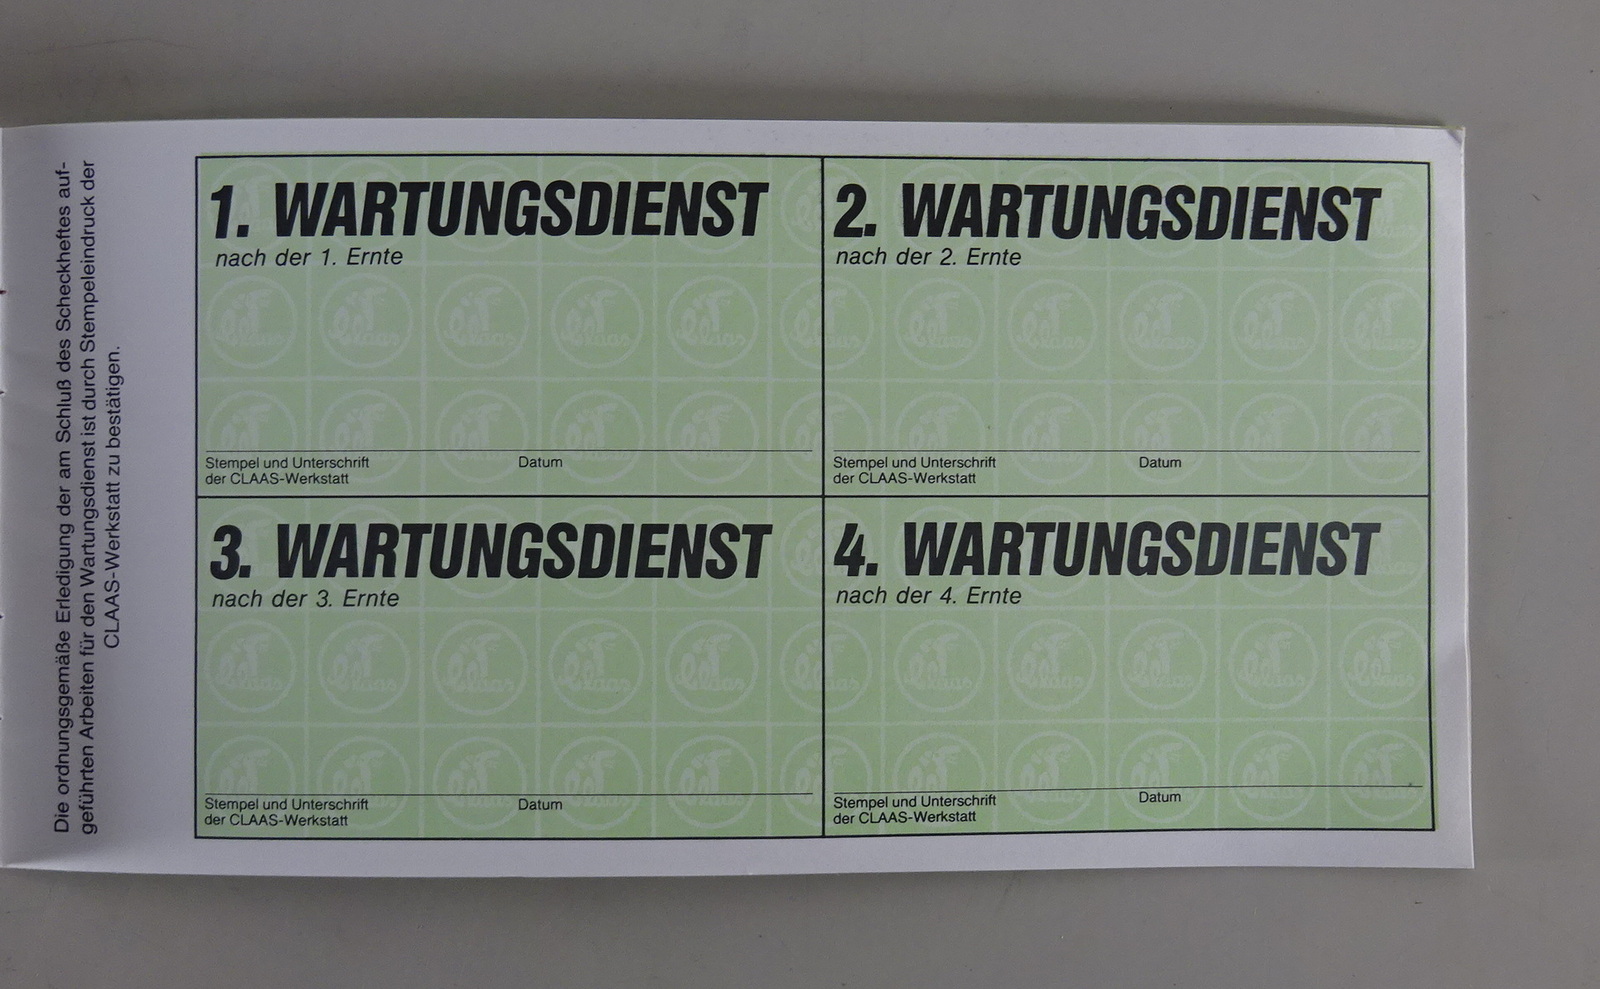 Die ordnungsgemäße Erledigung der am Schluß des Scheckheftes auf-
geführten Arbeiten für den Wartungsdienst ist durch Stempeleindruck der
CLAAS-Werkstatt zu bestätigen.
1. WARTUNGSDIENST
nach der 1. Ernte
Stempel und Unterschrift
der CLAAS-Werkstatt
Datum
2. WARTUNGSDIENST
nach der 2. Ernte
Stempel und Unterschrift
der CLAAS-Werkstatt
Datum
3. WARTUNGSDIENST
nach der 3. Ernte
Stempel und Unterschrift
der CLAAS-Werkstatt
Datum
4. WARTUNGSDIENST
nach der 4. Ernte
Stempel und Unterschrift
der CLAAS-Werkstatt
Datum